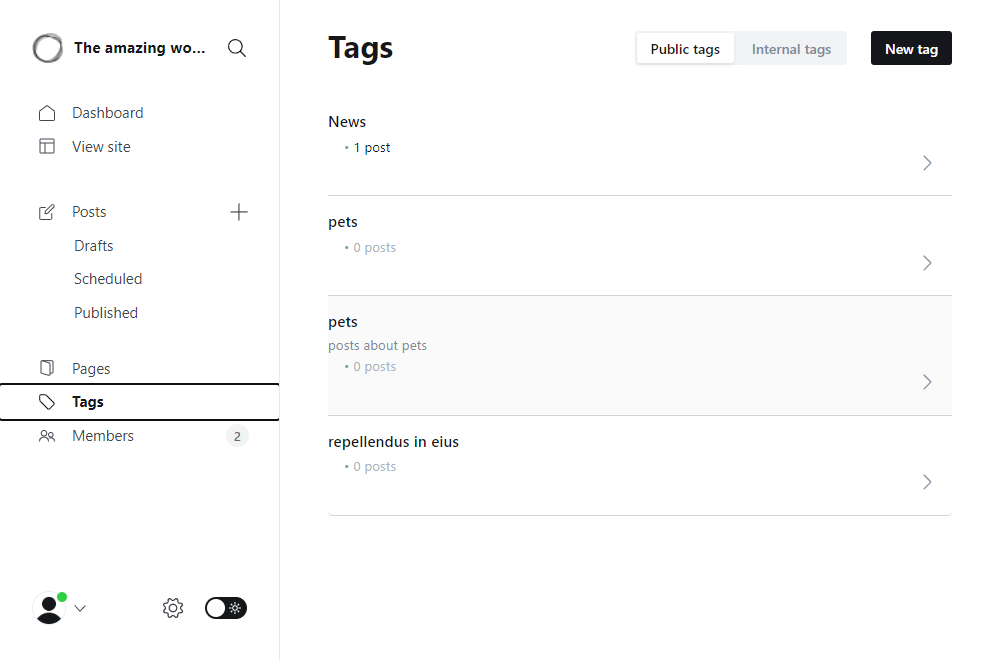 The amazing wo...
Dashboard
View site
Posts
Drafts
Scheduled
Published
Pages
Tags
Members 2
Tags
Public tags Internal tags New tag
News
• 1 post
pets
• 0 posts
pets
posts about pets
• 0 posts
repellendus in eius
• 0 posts